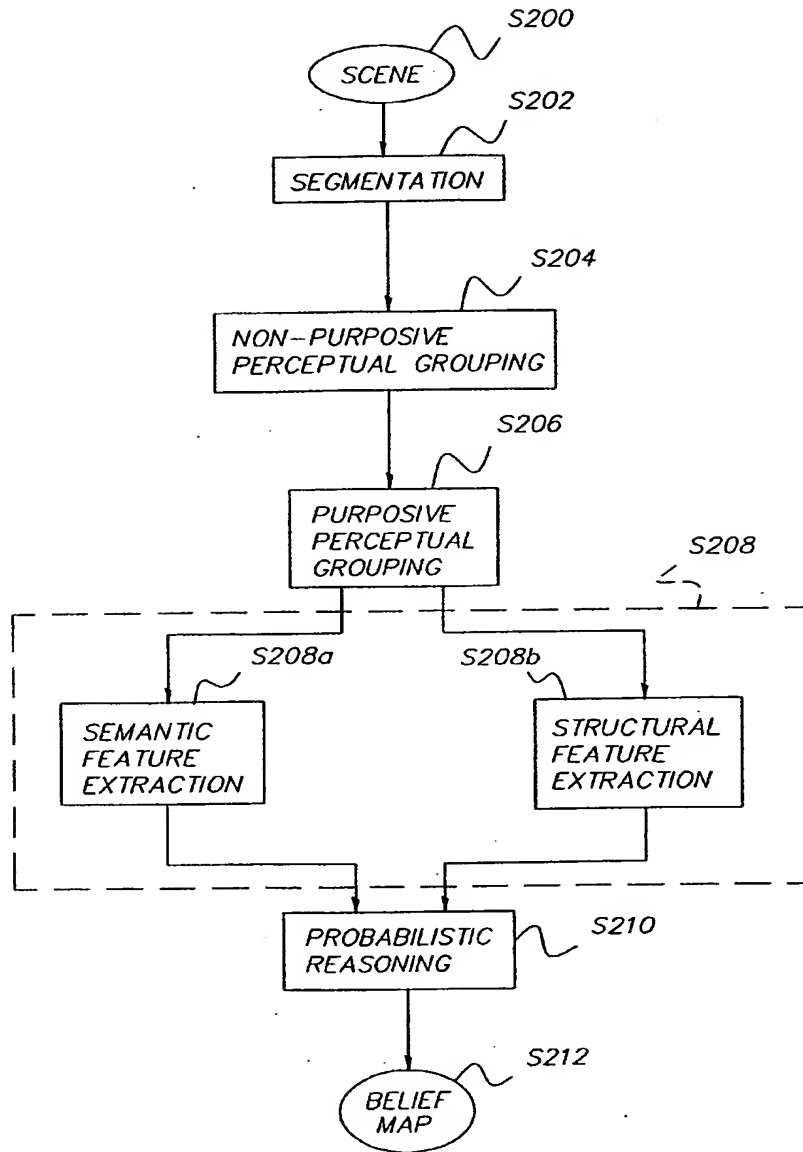 S200
SCENE
S202
SEGMENTATION
S204
NON-PURPOSIVE
PERCEPTUAL GROUPING
S206
PURPOSIVE
PERCEPTUAL
GROUPING
S208
S208a
SEMANTIC
FEATURE
EXTRACTION
S208b
STRUCTURAL
FEATURE
EXTRACTION
PROBABILISTIC
REASONING
S210
S212
BELIEF
MAP